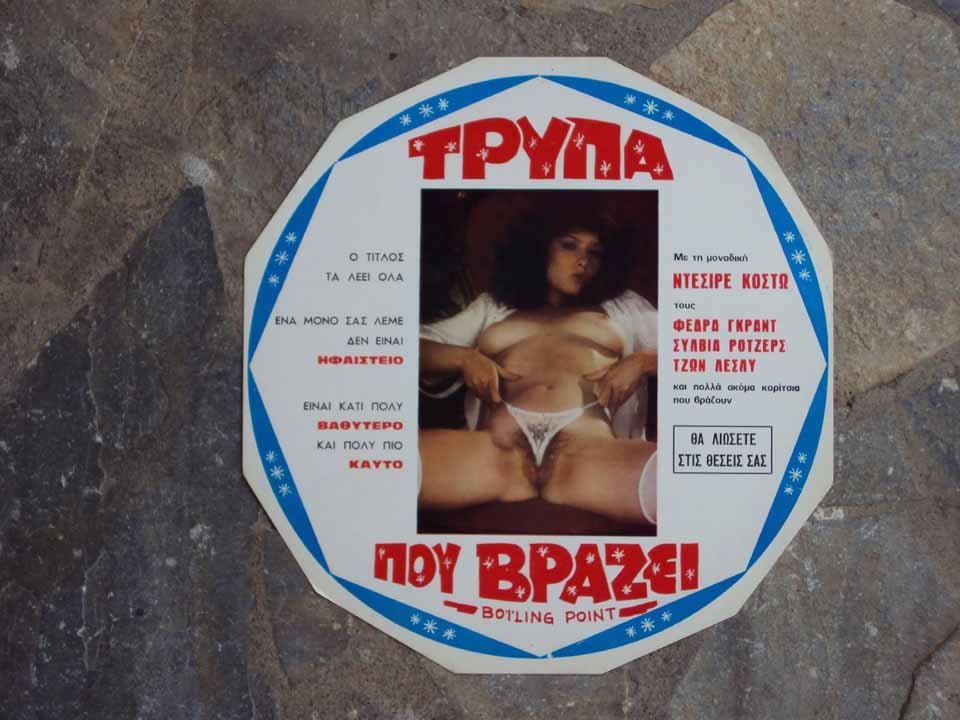 ΤΡΥΠΑ
Ο ΤΙΤΛΟΣ
ΤΑ ΛΕΕΙ ΟΛΑ
ΕΝΑ ΜΟΝΟ ΣΑΣ ΛΕΜΕ
ΔΕΝ ΕΙΝΑΙ
ΗΦΑΙΣΤΕΙΟ
ΕΙΝΑΙ ΚΑΤΙ ΠΟΛΥ
ΒΑΘΥΤΕΡΟ
ΚΑΙ ΠΟΛΥ ΠΙΟ
ΚΑΥΤΟ
Με τη μοναδική
ΝΤΕΣΙΡΕ ΚΟΣΤΩ
τους
ΦΕΔΡΑ ΓΚΡΑΝΤ
ΣΥΛΒΙΑ ΡΟΤΖΕΡΣ
ΤΖΩΝ ΛΕΣΛΥ
και πολλά ακόμα κορίτσια
που βράζουν
ΘΑ ΛΙΩΣΕΤΕ
ΣΤΙΣ ΘΕΣΕΙΣ ΣΑΣ
ΠΟΥ ΒΡΑΖΕΙ
BOILING POINT